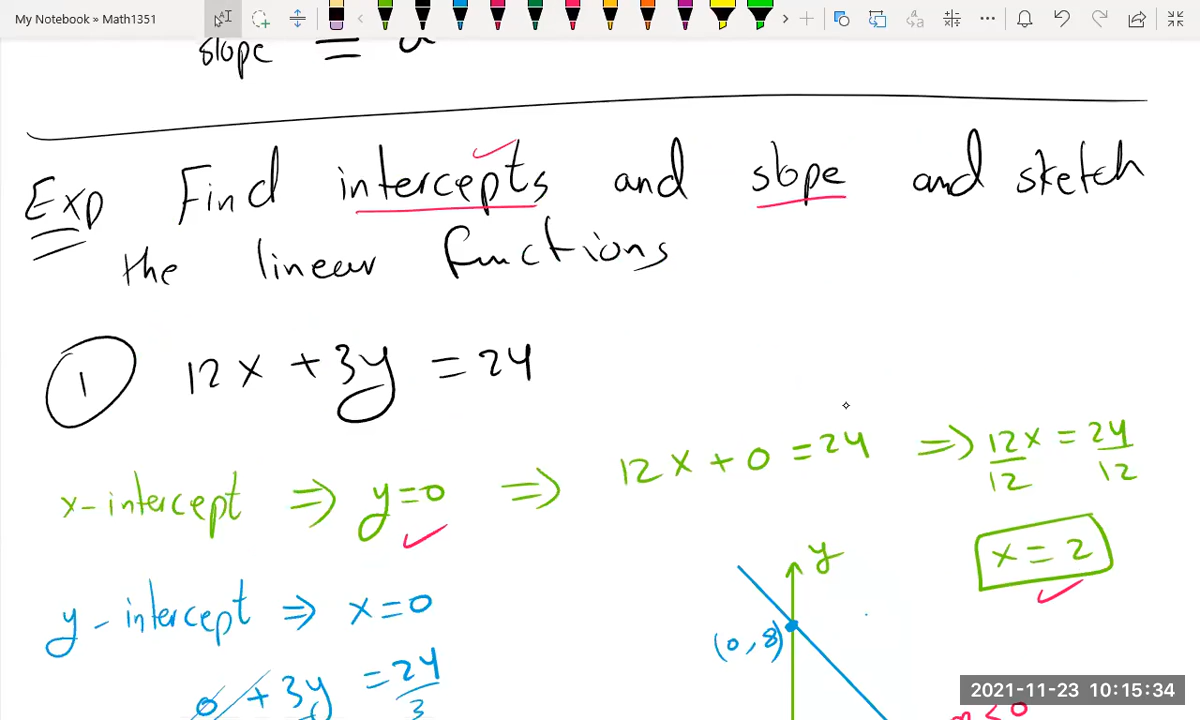 My Notebook » Math1351
slope =
Exp Find intercepts and slope and sketch
the linear functions
1 12x + 3y = 24
x-intercept ⇒ y=0 ⇒ 12x + 0 = 24 ⇒ 12x/12 = 24/12
x = 2
y
y-intercept ⇒ x=0
(0, 8)
0 + 3y = 24/3
2021-11-23 10:15:34
< 0